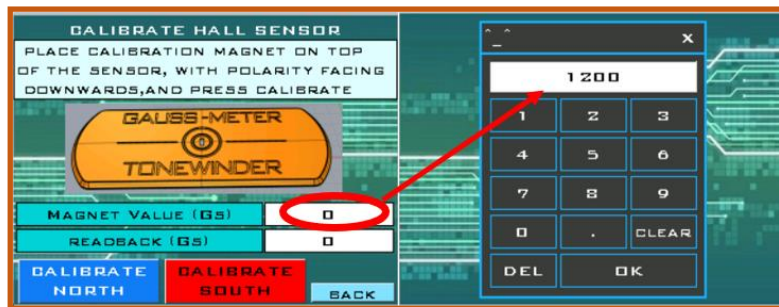 CALIBRATE HALL SENSOR
PLACE CALIBRATION MAGNET ON TOP
OF THE SENSOR, WITH POLARITY FACING
DOWNWARDS,AND PRESS CALIBRATE
GAUSS-METER
TONEWINDER
MAGNET VALUE (GS) 0
READBACK (GS) 0
CALIBRATE
NORTH
CALIBRATE
SOUTH
BACK
^_^ X
1200
1 2 3
4 5 6
7 8 9
0 . CLEAR
DEL OK